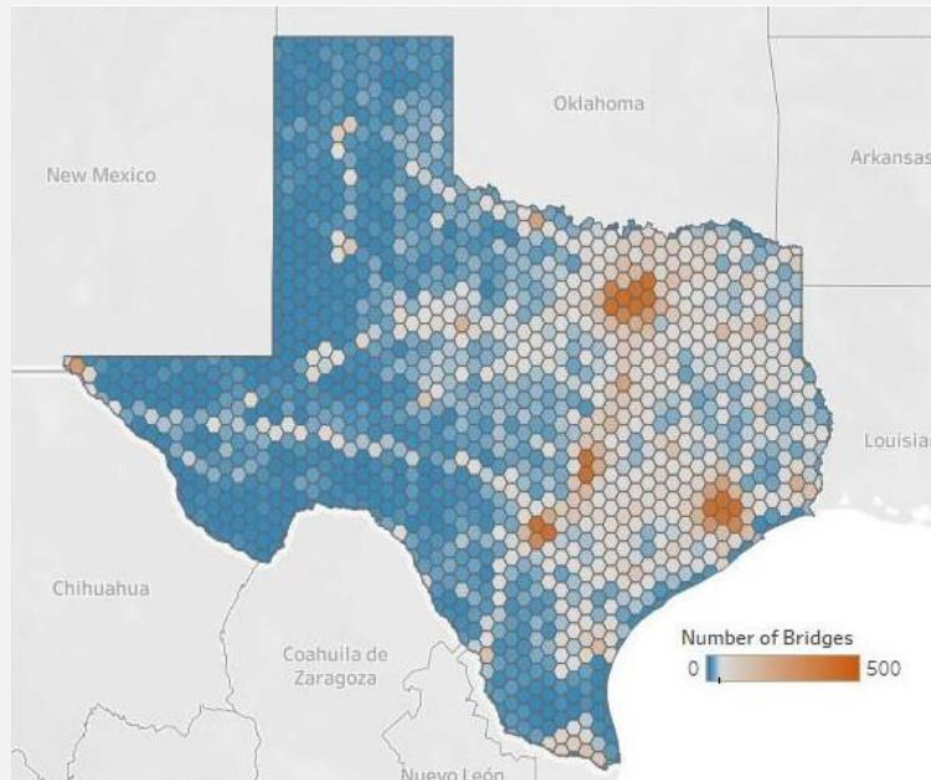 Oklahoma
Arkansas
New Mexico
Louisia
Chihuahua
Coahuila de
Zaragoza
Number of Bridges
0 500
Nuevo León